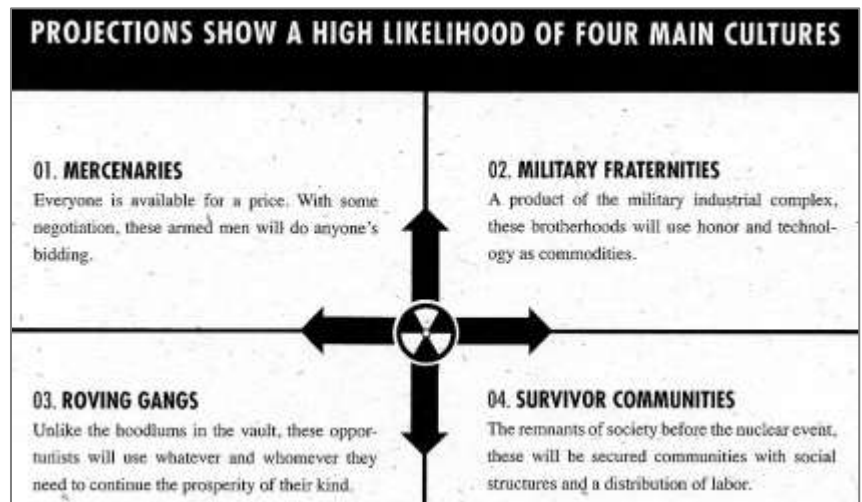 PROJECTIONS SHOW A HIGH LIKELIHOOD OF FOUR MAIN CULTURES
01. MERCENARIES
Everyone is available for a price. With some
negotiation, these armed men will do anyone's
bidding.
02. MILITARY FRATERNITIES
A product of the military industrial complex,
these brotherhoods will use honor and technol-
ogy as commodities.
03. ROVING GANGS
Unlike the hoodlums in the vault, these oppor-
tunists will use whatever and whomever they
need to continue the prosperity of their kind.
04. SURVIVOR COMMUNITIES
The remnants of society before the nuclear event,
these will be secured communities with social
structures and a distribution of labor.